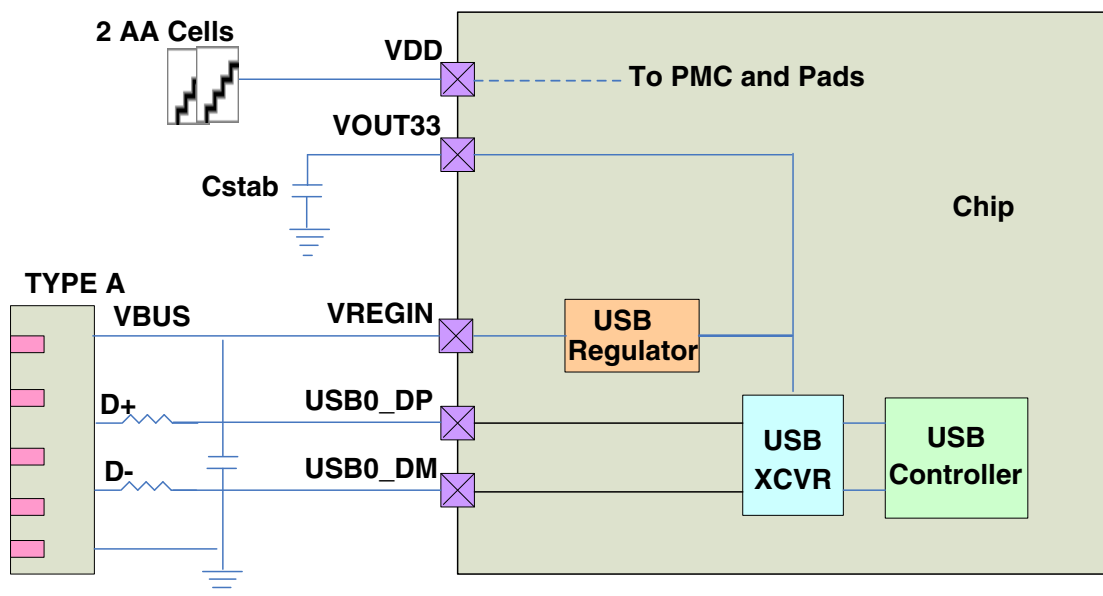 2 AA Cells
VDD
To PMC and Pads
VOUT33
Cstab
Chip
TYPE A
VBUS
VREGIN
USB
Regulator
D+
USB0_DP
D-
USB0_DM
USB
XCVR
USB
Controller